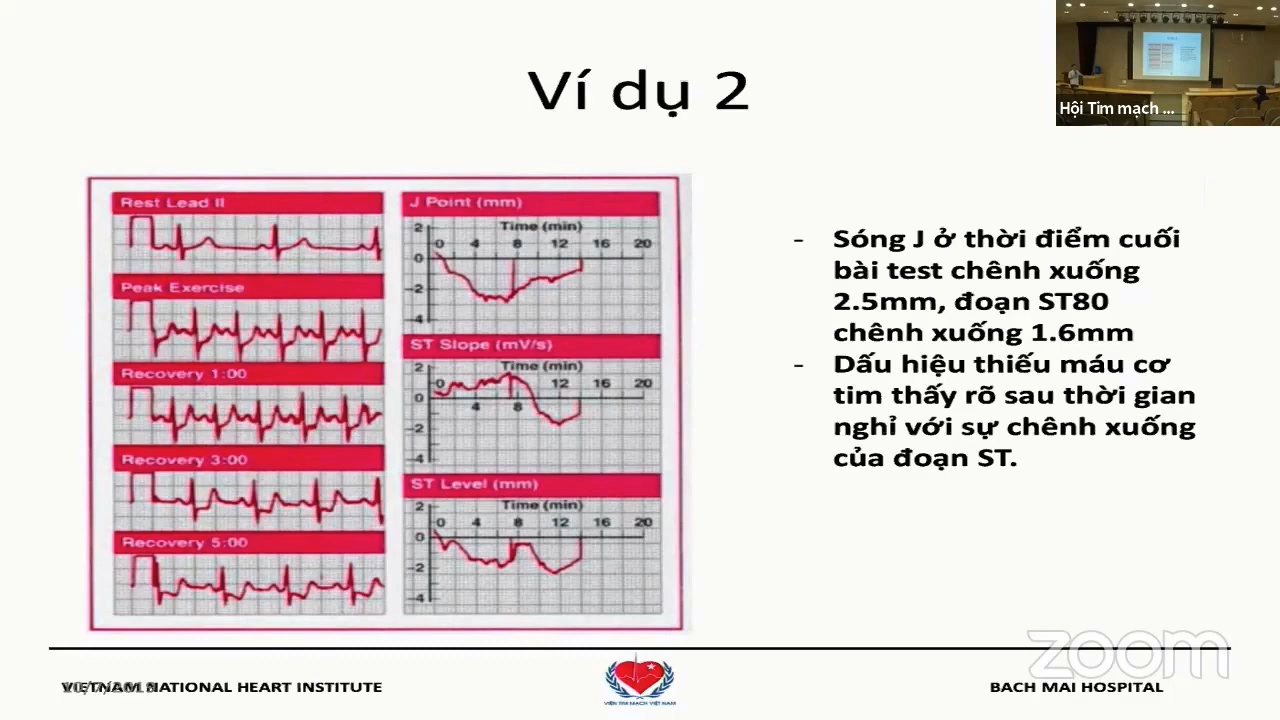 Hội Tim mạch ...
Ví dụ 2
Rest Lead II
Peak Exercise
Recovery 1:00
Recovery 3:00
Recovery 5:00
J Point (mm)
Time (min)
2
0 4 8 12 16 20
0
-2
-4
ST Slope (mV/s)
Time (min)
2
0 12 16 20
0
4 8
-2
-4
ST Level (mm)
Time (min)
2
0 4 8 12 16 20
0
-2
-4
- Sóng J ở thời điểm cuối
bài test chênh xuống
2.5mm, đoạn ST80
chênh xuống 1.6mm
- Dấu hiệu thiếu máu cơ
tim thấy rõ sau thời gian
nghỉ với sự chênh xuống
của đoạn ST.
zoom
VIETNAM NATIONAL HEART INSTITUTE
VIỆN TIM MẠCH VIỆT NAM
BACH MAI HOSPITAL